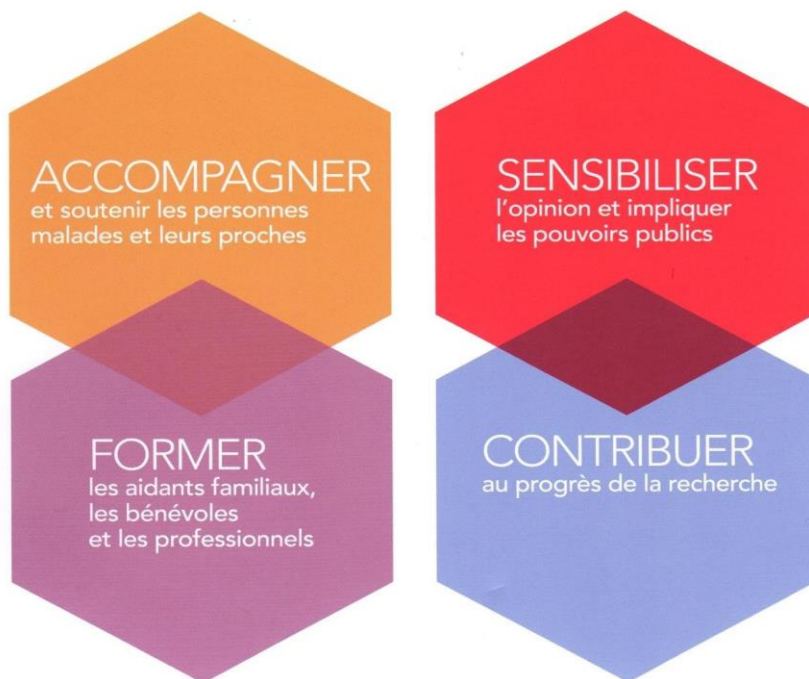 ACCOMPAGNER
et soutenir les personnes
malades et leurs proches
SENSIBILISER
l'opinion et impliquer
les pouvoirs publics
FORMER
les aidants familiaux,
les bénévoles
et les professionnels
CONTRIBUER
au progrès de la recherche